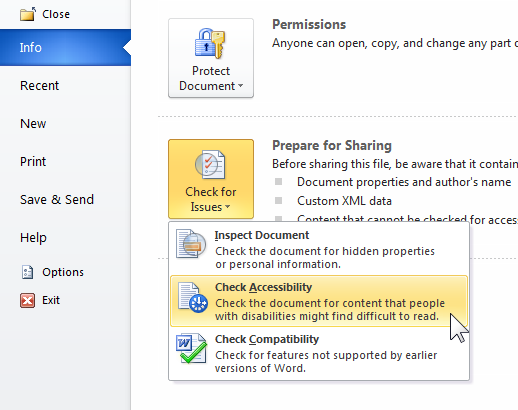 Close
Info
Recent
New
Print
Save & Send
Help
Options
Exit
Protect
Document
Permissions
Anyone can open, copy, and change any part
Check for
Issues
Prepare for Sharing
Before sharing this file, be aware that it contain
Document properties and author's name
Custom XML data
Content that cannot be checked for acces
Inspect Document
Check the document for hidden properties
or personal information.
Check Accessibility
Check the document for content that people
with disabilities might find difficult to read.
Check Compatibility
Check for features not supported by earlier
versions of Word.